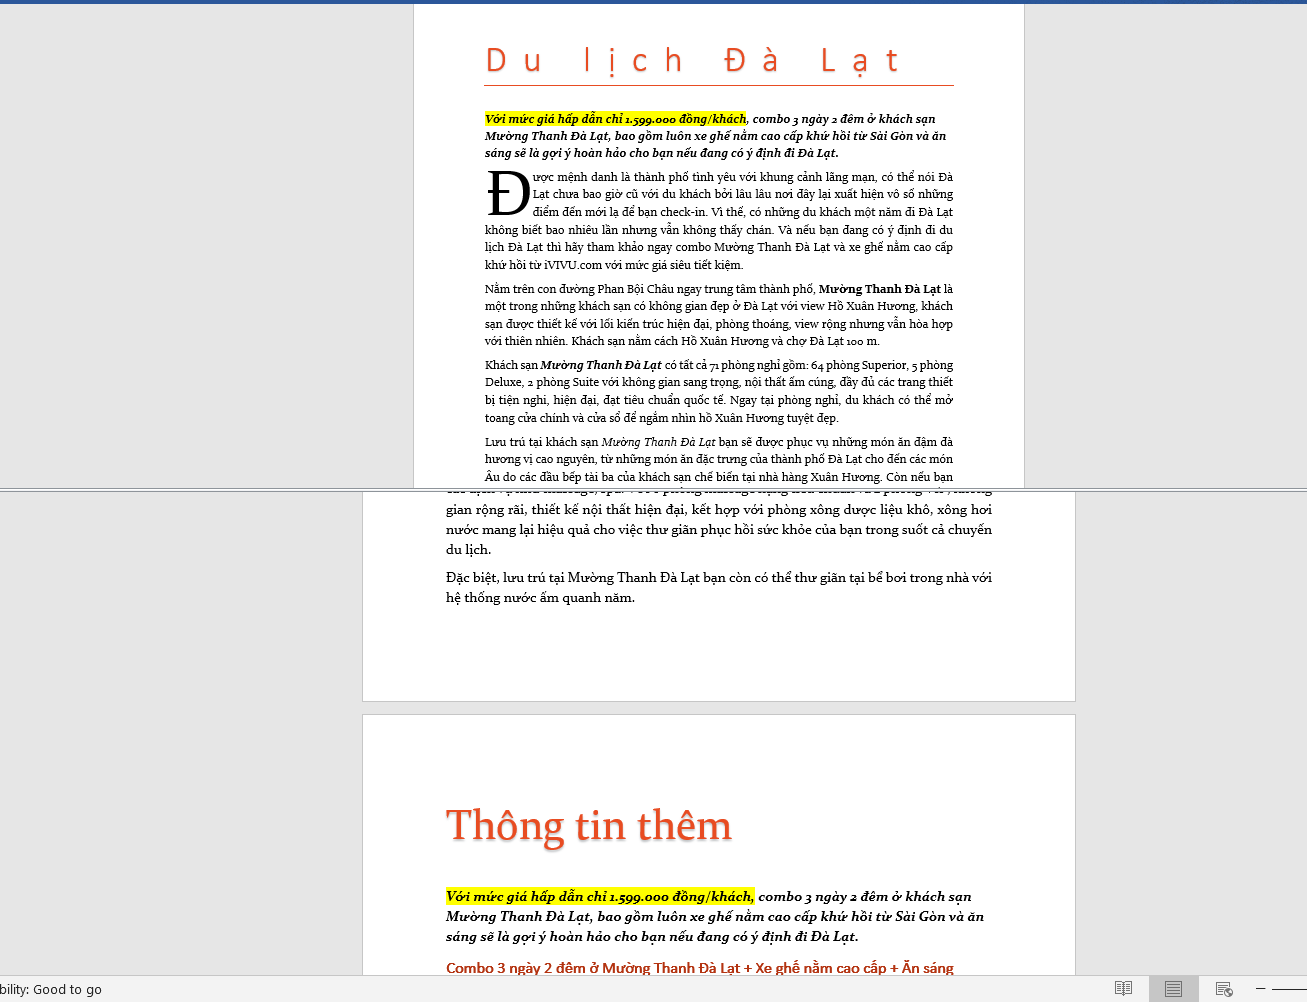 Du lịch Đà Lạt
Với mức giá hấp dẫn chỉ 1.599.000 đồng/khách, combo 3 ngày 2 đêm ở khách sạn
Mường Thanh Đà Lạt, bao gồm luôn xe ghế nằm cao cấp khứ hồi từ Sài Gòn và ăn
sáng sẽ là gợi ý hoàn hảo cho bạn nếu đang có ý định đi Đà Lạt.
Được mệnh danh là thành phố tình yêu với khung cảnh lãng mạn, có thể nói Đà
Lạt chưa bao giờ cũ với du khách bởi lâu lâu nơi đây lại xuất hiện vô số những
điểm đến mới lạ để bạn check-in. Vì thế, có những du khách một năm đi Đà Lạt
không biết bao nhiêu lần nhưng vẫn không thấy chán. Và nếu bạn đang có ý định đi du
lịch Đà Lạt thì hãy tham khảo ngay combo Mường Thanh Đà Lạt và xe ghế nằm cao cấp
khứ hồi từ iVIVU.com với mức giá siêu tiết kiệm.
Nằm trên con đường Phan Bội Châu ngay trung tâm thành phố, Mường Thanh Đà Lạt là
một trong những khách sạn có không gian đẹp ở Đà Lạt với view Hồ Xuân Hương, khách
sạn được thiết kế với lối kiến trúc hiện đại, phòng thoáng, view rộng nhưng vẫn hòa hợp
với thiên nhiên. Khách sạn nằm cách Hồ Xuân Hương và chợ Đà Lạt 100 m.
Khách sạn Mường Thanh Đà Lạt có tất cả 71 phòng nghỉ gồm: 64 phòng Superior, 5 phòng
Deluxe, 2 phòng Suite với không gian sang trọng, nội thất ấm cúng, đầy đủ các trang thiết
bị tiện nghi, hiện đại, đạt tiêu chuẩn quốc tế. Ngay tại phòng nghỉ, du khách có thể mở
toang cửa chính và cửa sổ để ngắm nhìn hồ Xuân Hương tuyệt đẹp.
Lưu trú tại khách sạn Mường Thanh Đà Lạt bạn sẽ được phục vụ những món ăn đậm đà
hương vị cao nguyên, từ những món ăn đặc trưng của thành phố Đà Lạt cho đến các món
Âu do các đầu bếp tài ba của khách sạn chế biến tại nhà hàng Xuân Hương. Còn nếu bạn
gian rộng rãi, thiết kế nội thất hiện đại, kết hợp với phòng xông dược liệu khô, xông hơi
nước mang lại hiệu quả cho việc thư giãn phục hồi sức khỏe của bạn trong suốt cả chuyến
du lịch.
Đặc biệt, lưu trú tại Mường Thanh Đà Lạt bạn còn có thể thư giãn tại bể bơi trong nhà với
hệ thống nước ấm quanh năm.
Thông tin thêm
Với mức giá hấp dẫn chỉ 1.599.000 đồng/khách, combo 3 ngày 2 đêm ở khách sạn
Mường Thanh Đà Lạt, bao gồm luôn xe ghế nằm cao cấp khứ hồi từ Sài Gòn và ăn
sáng sẽ là gợi ý hoàn hảo cho bạn nếu đang có ý định đi Đà Lạt.
Combo 3 ngày 2 đêm ở Mường Thanh Đà Lạt + Xe ghế nằm cao cấp + Ăn sáng
bility: Good to go